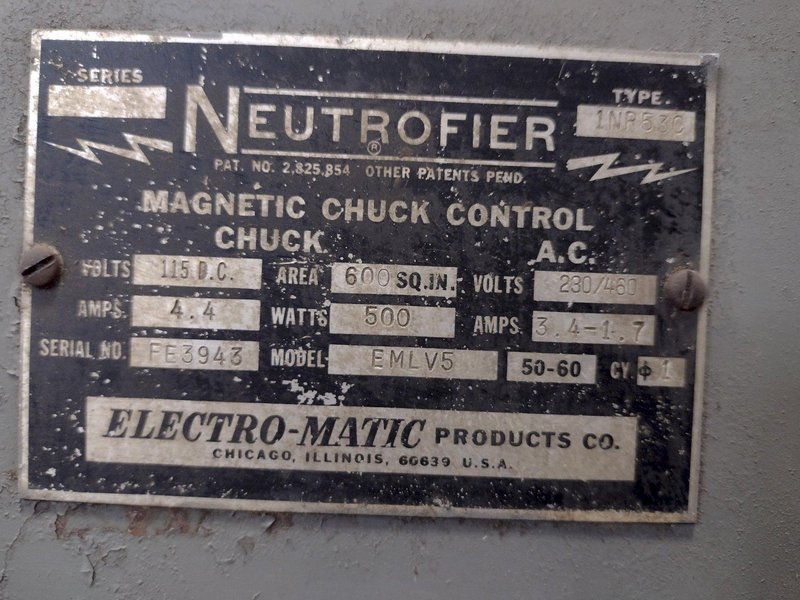 SERIES
NEUTROFIER ®
TYPE.
1NR53C
PAT. NO. 2,825,854 OTHER PATENTS PEND.
MAGNETIC CHUCK CONTROL
CHUCK A.C.
VOLTS 115 D.C. AREA 600 SQ.IN. VOLTS 230/460
AMPS. 4.4 WATTS 500 AMPS. 3.4-1.7
SERIAL NO. FE3943 MODEL EMLV5 50-60 CY. ϕ 1
ELECTRO-MATIC PRODUCTS CO.
CHICAGO, ILLINOIS, 60639 U.S.A.